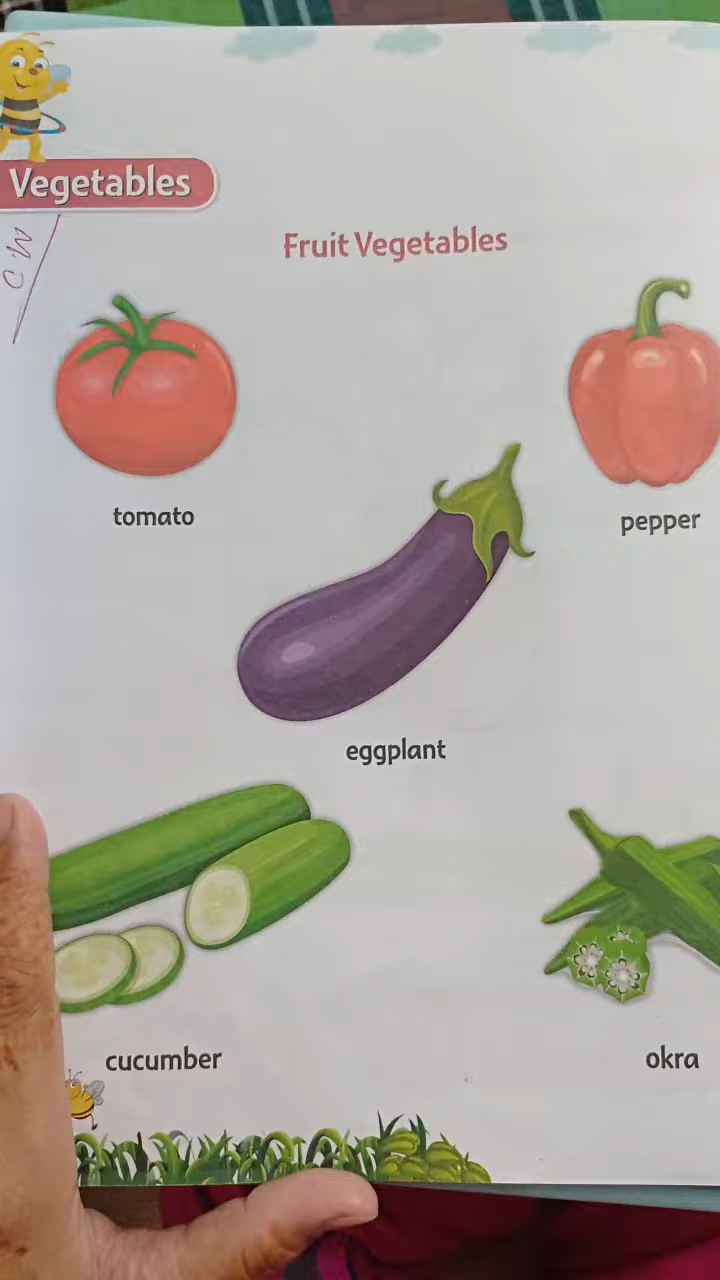 Vegetables
Fruit Vegetables
tomato
pepper
eggplant
cucumber
okra